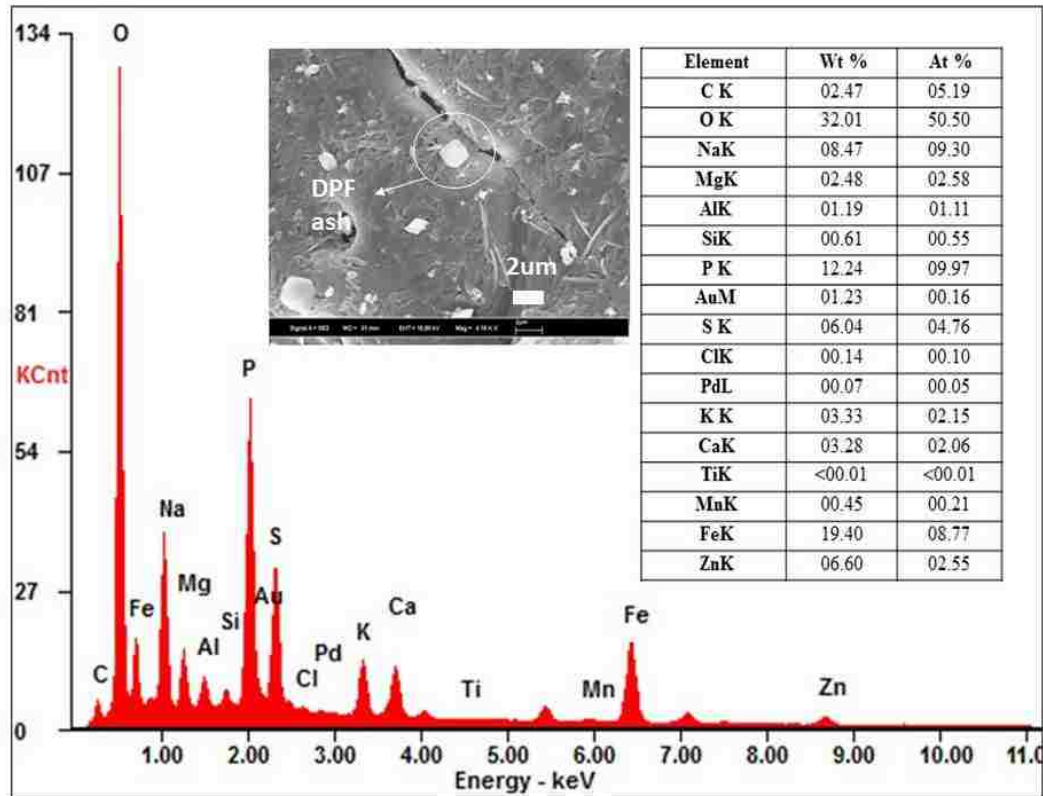 134
107
81
KCnt
54
27
0
O
C
Fe
Na
Mg
Al
Si
P
Au
S
Cl
Pd
K
Ca
Ti
Mn
Fe
Zn
1.00 2.00 3.00 4.00 5.00 6.00 7.00 8.00 9.00 10.00 11.0
Energy - keV
DPF
ash
2um
Element Wt % At %
C K 02.47 05.19
O K 32.01 50.50
NaK 08.47 09.30
MgK 02.48 02.58
AlK 01.19 01.11
SiK 00.61 00.55
P K 12.24 09.97
AuM 01.23 00.16
S K 06.04 04.76
ClK 00.14 00.10
PdL 00.07 00.05
K K 03.33 02.15
CaK 03.28 02.06
TiK <00.01 <00.01
MnK 00.45 00.21
FeK 19.40 08.77
ZnK 06.60 02.55